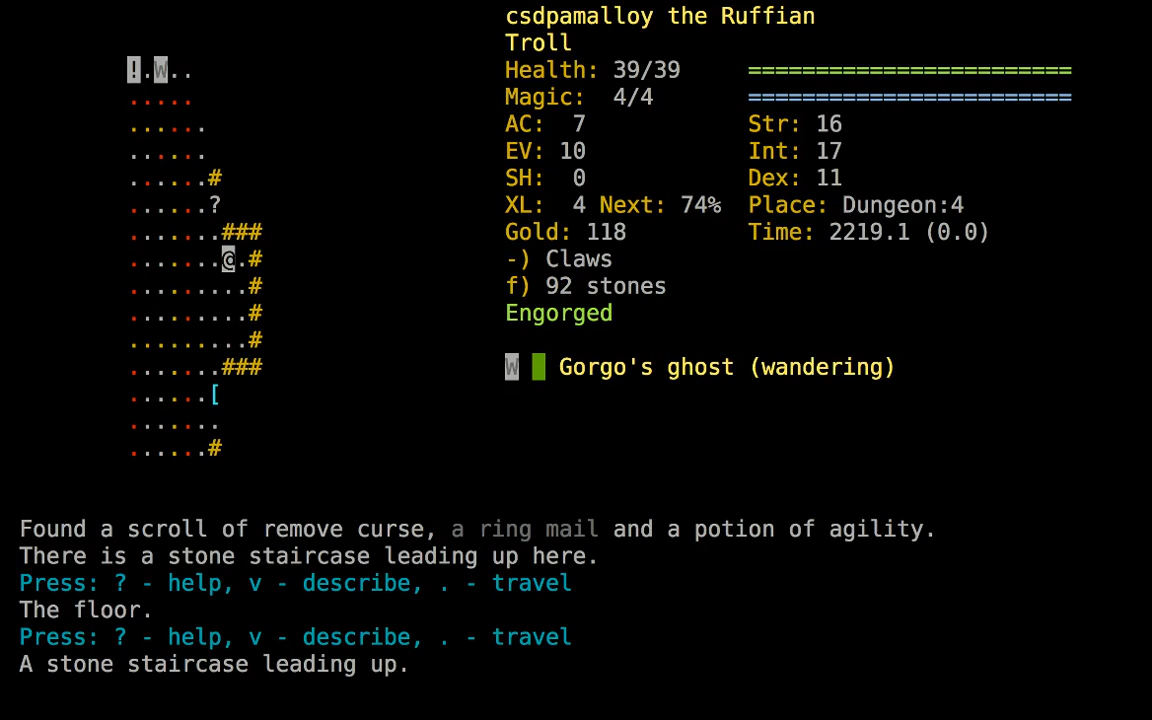 csdpamalloy the Ruffian
Troll
!.W.. Health: 39/39 ========================
..... Magic: 4/4 ========================
...... AC: 7 Str: 16
...... EV: 10 Int: 17
......# SH: 0 Dex: 11
......? XL: 4 Next: 74% Place: Dungeon:4
.......### Gold: 118 Time: 2219.1 (0.0)
.......@.# -) Claws
.........# f) 92 stones
.........# Engorged
.........#
.......### W Gorgo's ghost (wandering)
......[
.......
......#
Found a scroll of remove curse, a ring mail and a potion of agility.
There is a stone staircase leading up here.
Press: ? - help, v - describe, . - travel
The floor.
Press: ? - help, v - describe, . - travel
A stone staircase leading up.